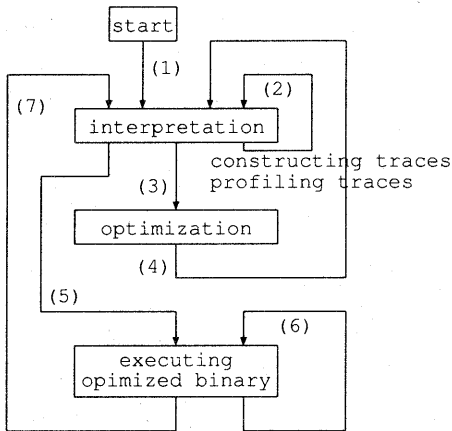 start
(1)
(7)
(2)
interpretation
constructing traces
profiling traces
(3)
optimization
(4)
(5)
(6)
executing
opimized binary